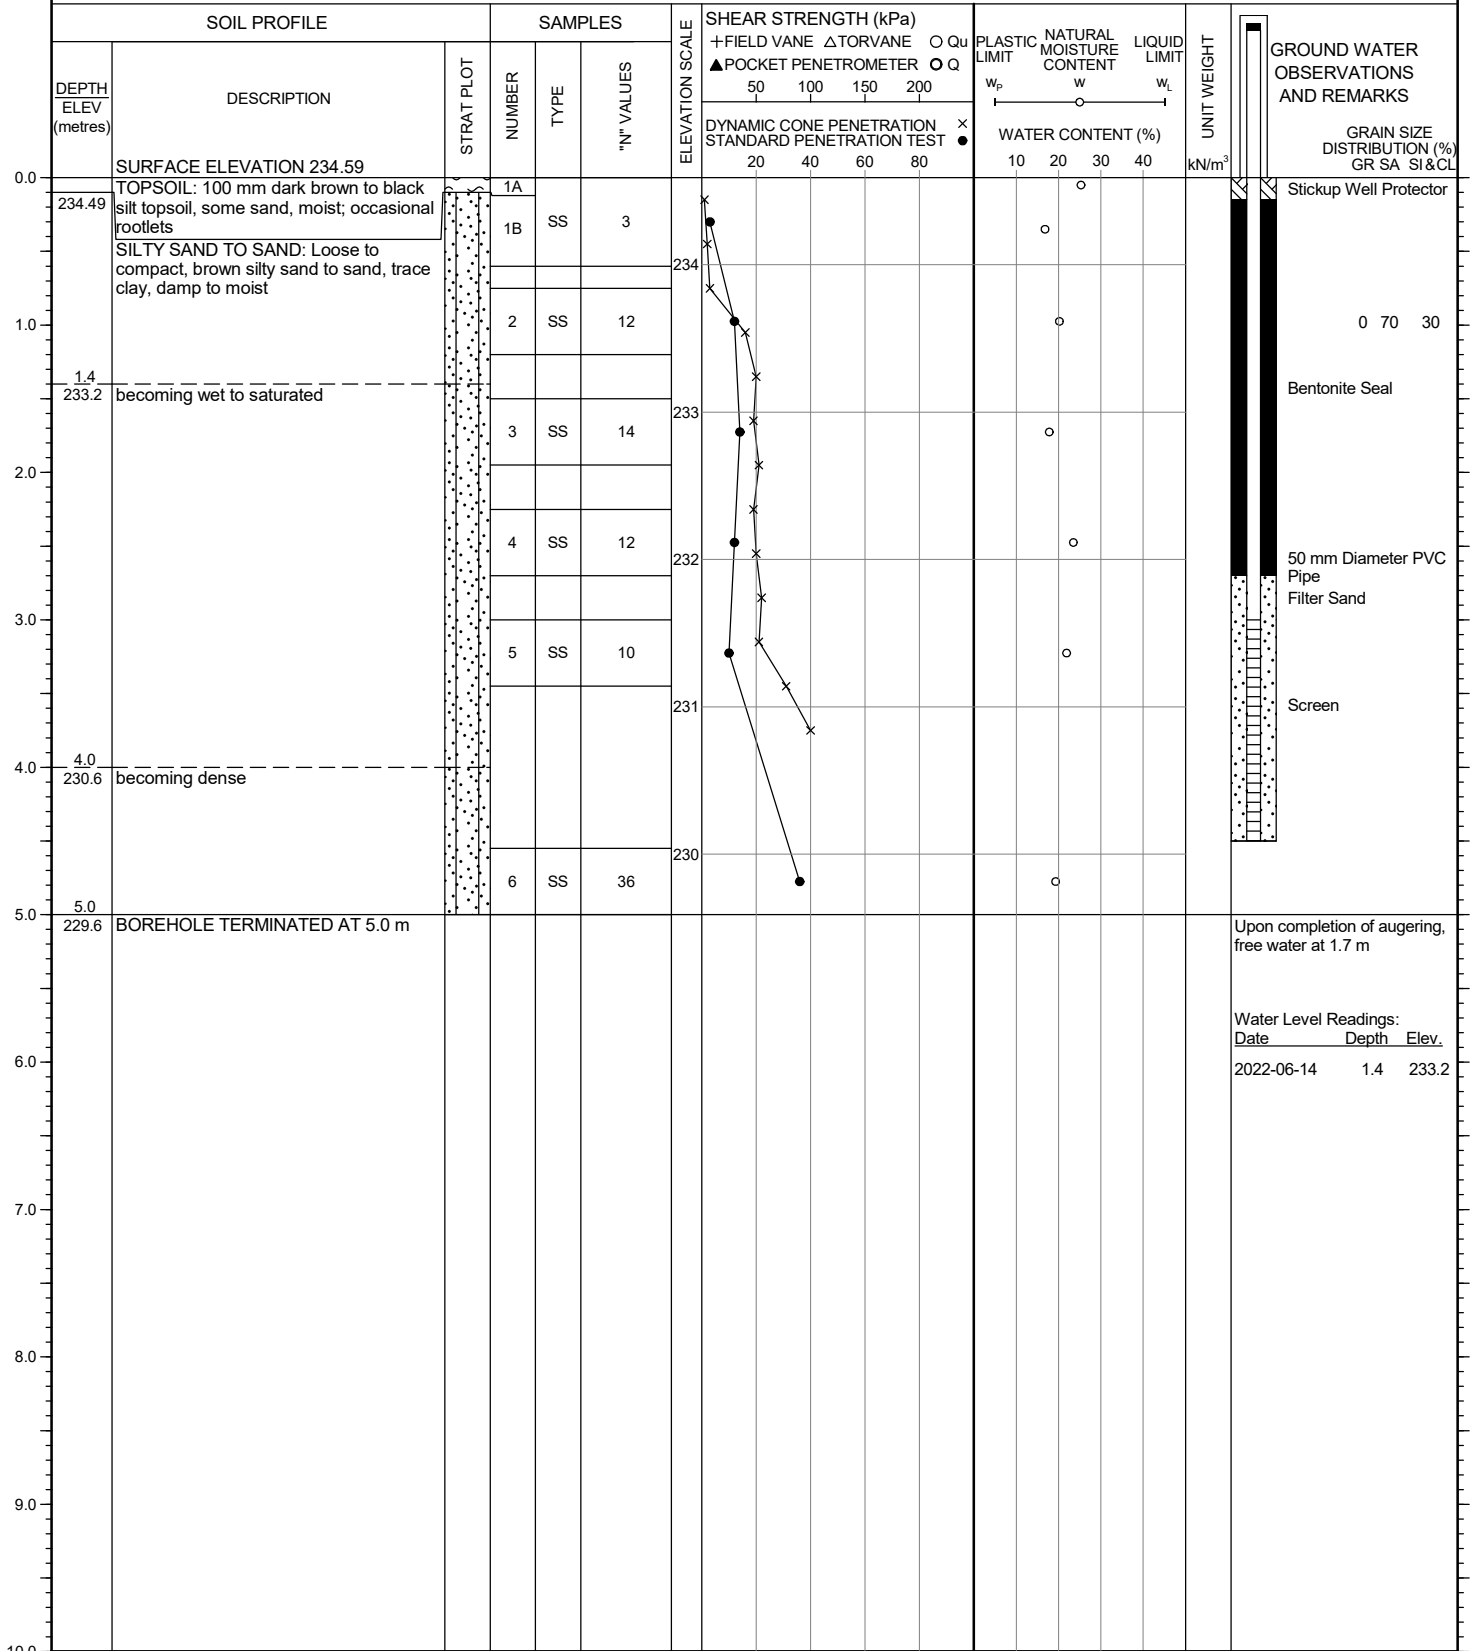 SOIL PROFILE
SAMPLES
DEPTH
ELEV
(metres)
DESCRIPTION
STRAT PLOT
NUMBER
TYPE
"N" VALUES
ELEVATION SCALE
SHEAR STRENGTH (kPa)
FIELD VANE TORVANE Qu
POCKET PENETROMETER Q
50 100 150 200
DYNAMIC CONE PENETRATION ×
STANDARD PENETRATION TEST ●
20 40 60 80
PLASTIC LIMIT
NATURAL MOISTURE CONTENT
LIQUID LIMIT
wP w wL
WATER CONTENT (%)
10 20 30 40
UNIT WEIGHT
kN/m³
GROUND WATER
OBSERVATIONS
AND REMARKS
GRAIN SIZE
DISTRIBUTION (%)
GR SA SI&CL
SURFACE ELEVATION 234.59
0.0
234.49
TOPSOIL: 100 mm dark brown to black
silt topsoil, some sand, moist; occasional
rootlets
SILTY SAND TO SAND: Loose to
compact, brown silty sand to sand, trace
clay, damp to moist
1A
1B SS 3
Stickup Well Protector
234
1.0
2 SS 12
0 70 30
1.4
233.2 becoming wet to saturated
Bentonite Seal
233
3 SS 14
2.0
4 SS 12
232
50 mm Diameter PVC
Pipe
Filter Sand
3.0
5 SS 10
231
Screen
4.0
4.0
230.6 becoming dense
230
6 SS 36
5.0
5.0
229.6 BOREHOLE TERMINATED AT 5.0 m
Upon completion of augering,
free water at 1.7 m
Water Level Readings:
Date Depth Elev.
2022-06-14 1.4 233.2
6.0
7.0
8.0
9.0
10.0